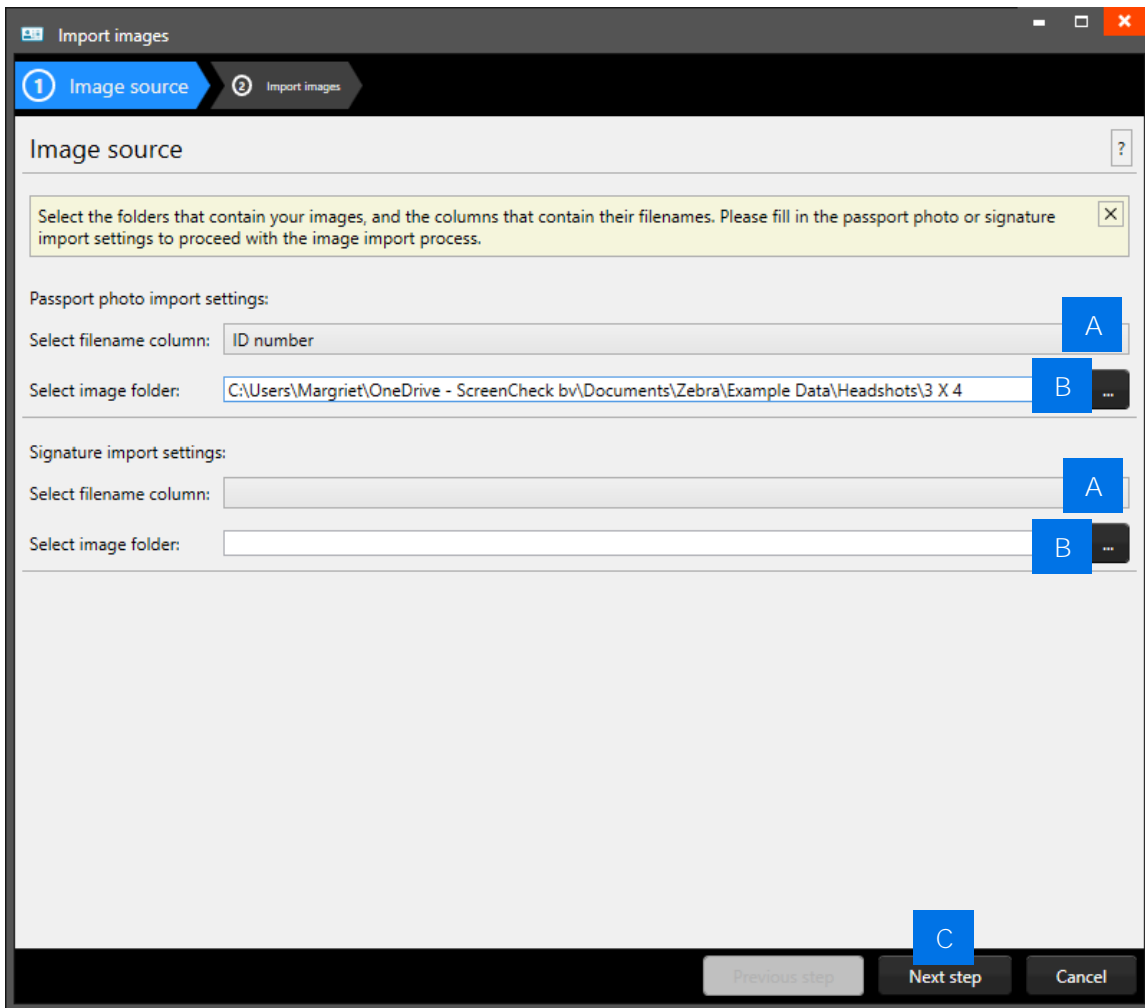 Import images
1 Image source 2 Import images
Image source ?
Select the folders that contain your images, and the columns that contain their filenames. Please fill in the passport photo or signature
import settings to proceed with the image import process.
Passport photo import settings:
A
Select filename column: ID number
Select image folder: C:\Users\Margriet\OneDrive - ScreenCheck bv\Documents\Zebra\Example Data\Headshots\3 X 4 B ...
Signature import settings:
Select filename column: A
Select image folder: B ...
C
Previous step Next step Cancel